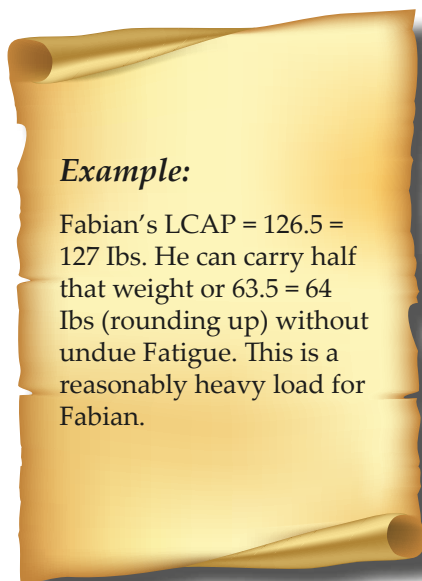 Example:
Fabian’s LCAP = 126.5 =
127 Ibs. He can carry half
that weight or 63.5 = 64
Ibs (rounding up) without
undue Fatigue. This is a
reasonably heavy load for
Fabian.